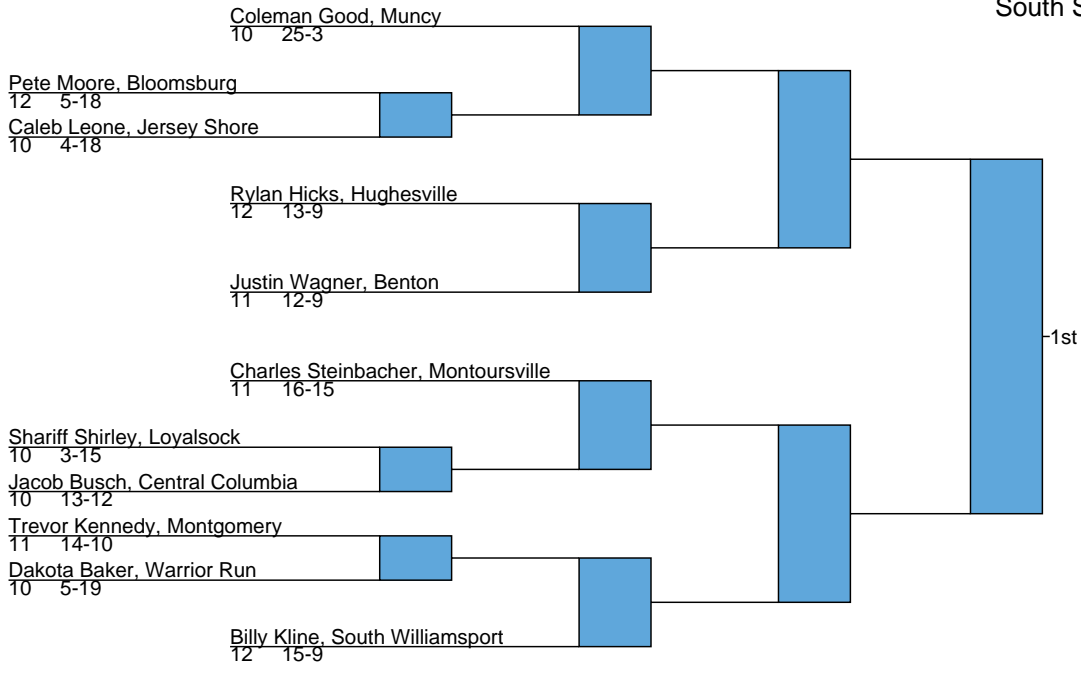 South S
Coleman Good, Muncy
10 25-3
Pete Moore, Bloomsburg
12 5-18
Caleb Leone, Jersey Shore
10 4-18
Rylan Hicks, Hughesville
12 13-9
Justin Wagner, Benton
11 12-9
1st
Charles Steinbacher, Montoursville
11 16-15
Shariff Shirley, Loyalsock
10 3-15
Jacob Busch, Central Columbia
10 13-12
Trevor Kennedy, Montgomery
11 14-10
Dakota Baker, Warrior Run
10 5-19
Billy Kline, South Williamsport
12 15-9